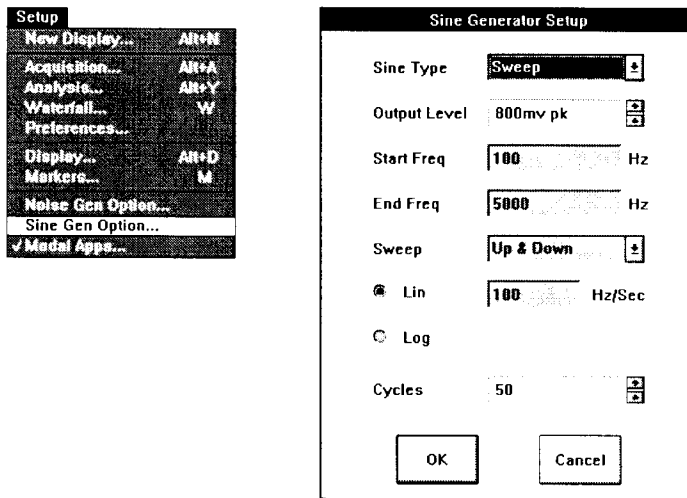 Setup
New Display... Alt+N
Acquisition... Alt+A
Analysis... Alt+Y
Waterfall... W
Preferences...
Display... Alt+D
Markers... M
Noise Gen Option...
Sine Gen Option...
✓Modal Apps...
Sine Generator Setup
Sine Type Sweep
Output Level 800mv pk
Start Freq 100 Hz
End Freq 5000 Hz
Sweep Up & Down
Lin 100 Hz/Sec
Log
Cycles 50
OK Cancel